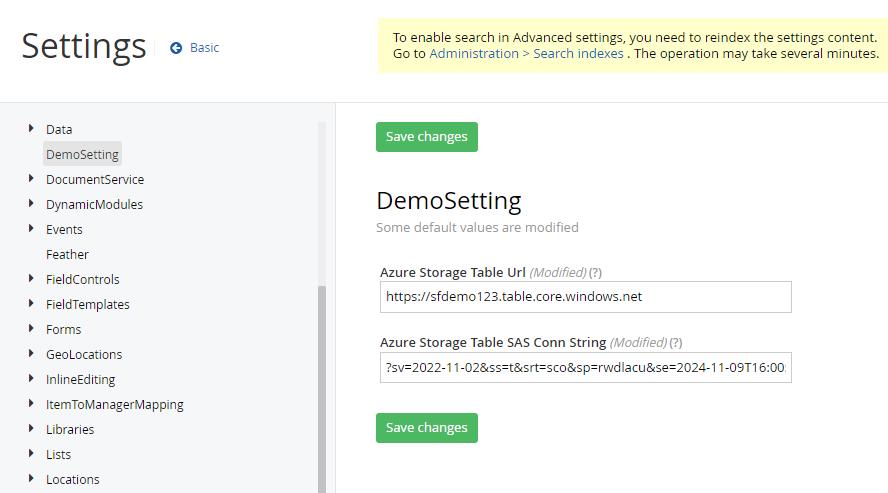 Settings
Basic
To enable search in Advanced settings, you need to reindex the settings content.
Go to Administration > Search indexes . The operation may take several minutes.
Data
DemoSetting
DocumentService
DynamicModules
Events
Feather
FieldControls
FieldTemplates
Forms
GeoLocations
InlineEditing
ItemToManagerMapping
Libraries
Lists
Locations
Save changes
DemoSetting
Some default values are modified
Azure Storage Table Url (Modified) (?)
https://sfdemo123.table.core.windows.net
Azure Storage Table SAS Conn String (Modified) (?)
?sv=2022-11-02&ss=t&srt=sco&sp=rwdlacu&se=2024-11-09T16:00:
Save changes